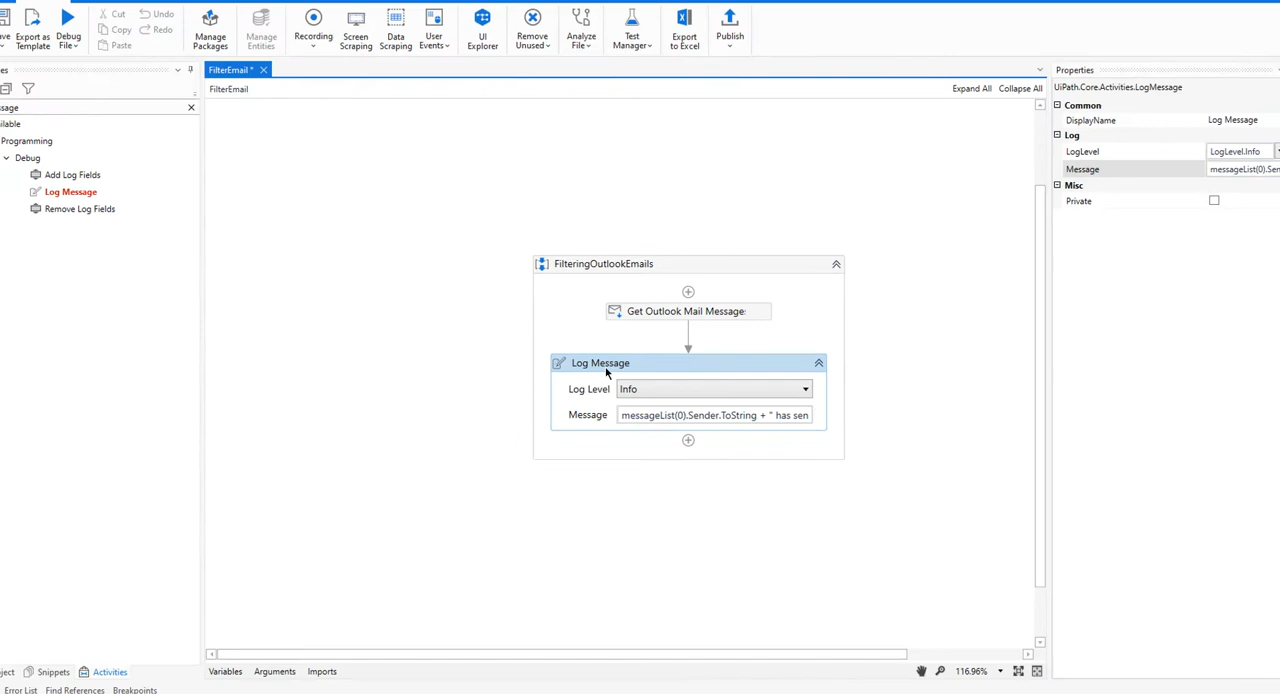 Export as
Template
Debug
File
Cut
Copy
Paste
Undo
Redo
Manage
Packages
Manage
Entities
Recording
Screen
Scraping
Data
Scraping
User
Events
UI
Explorer
Remove
Unused
Analyze
File
Test
Manager
Export
to Excel
Publish
FilterEmail *
Properties
FilterEmail
Expand All Collapse All
UiPath.Core.Activities.LogMessage
ssage
Common
DisplayName Log Message
ilable
Programming
Log
Debug
LogLevel LogLevel.Info
Add Log Fields
Message messageList(0).Sen
Log Message
Misc
Remove Log Fields
Private
FilteringOutlookEmails
Get Outlook Mail Message
Log Message
Log Level Info
Message messageList(0).Sender.ToString + " has sen
ject Snippets Activities
Variables Arguments Imports
116.96%
Error List Find References Breakpoints